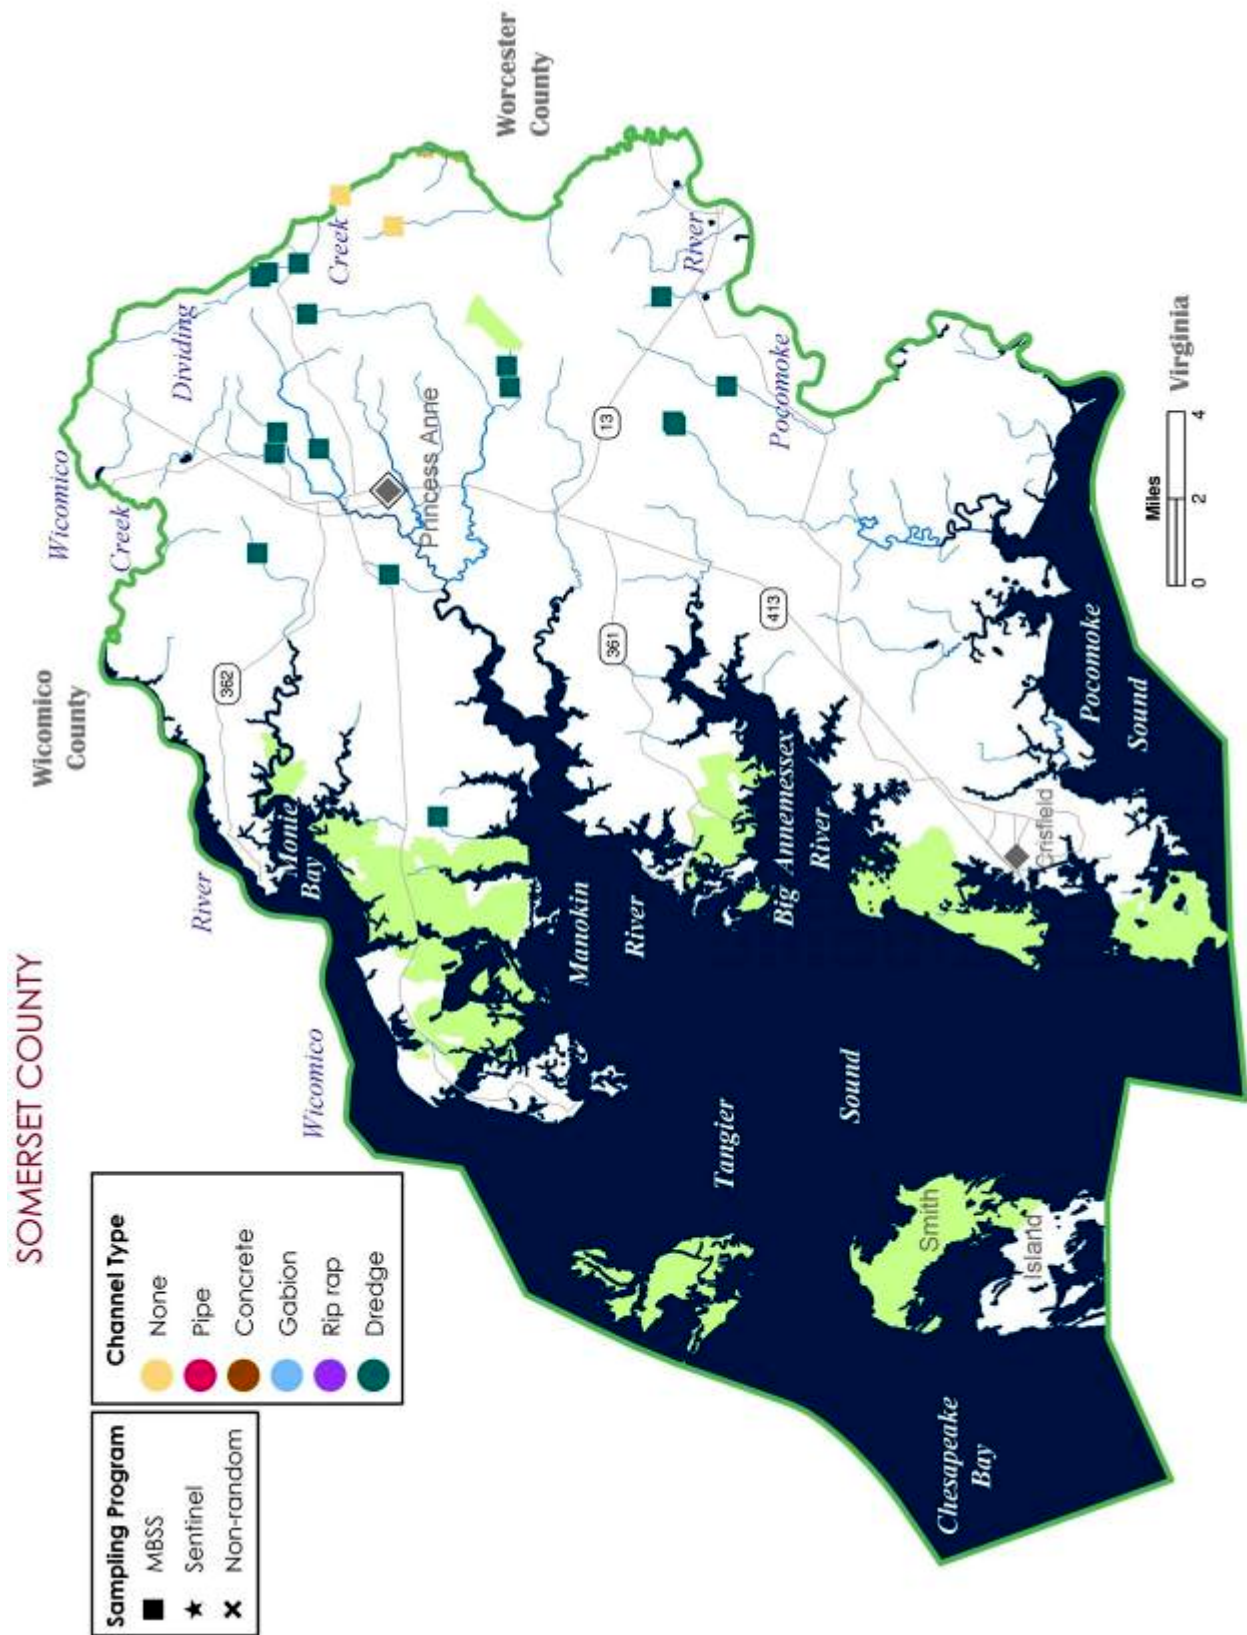 SOMERSET COUNTY
Sampling Program
MBSS
Sentinel
Non-random
Channel Type
None
Pipe
Concrete
Gabion
Rip rap
Dredge
Wicomico
County
Wicomico
Creek
Dividing
Creek
Worcester
County
River
Wicomico
362
Monie
Bay
Princess Anne
Manokin
River
13
361
413
Big Annemessex
River
River
Pocomoke
Tangier
Sound
Smith
Island
Crisfield
Pocomoke
Sound
Virginia
Miles
0 2 4
Chesapeake
Bay